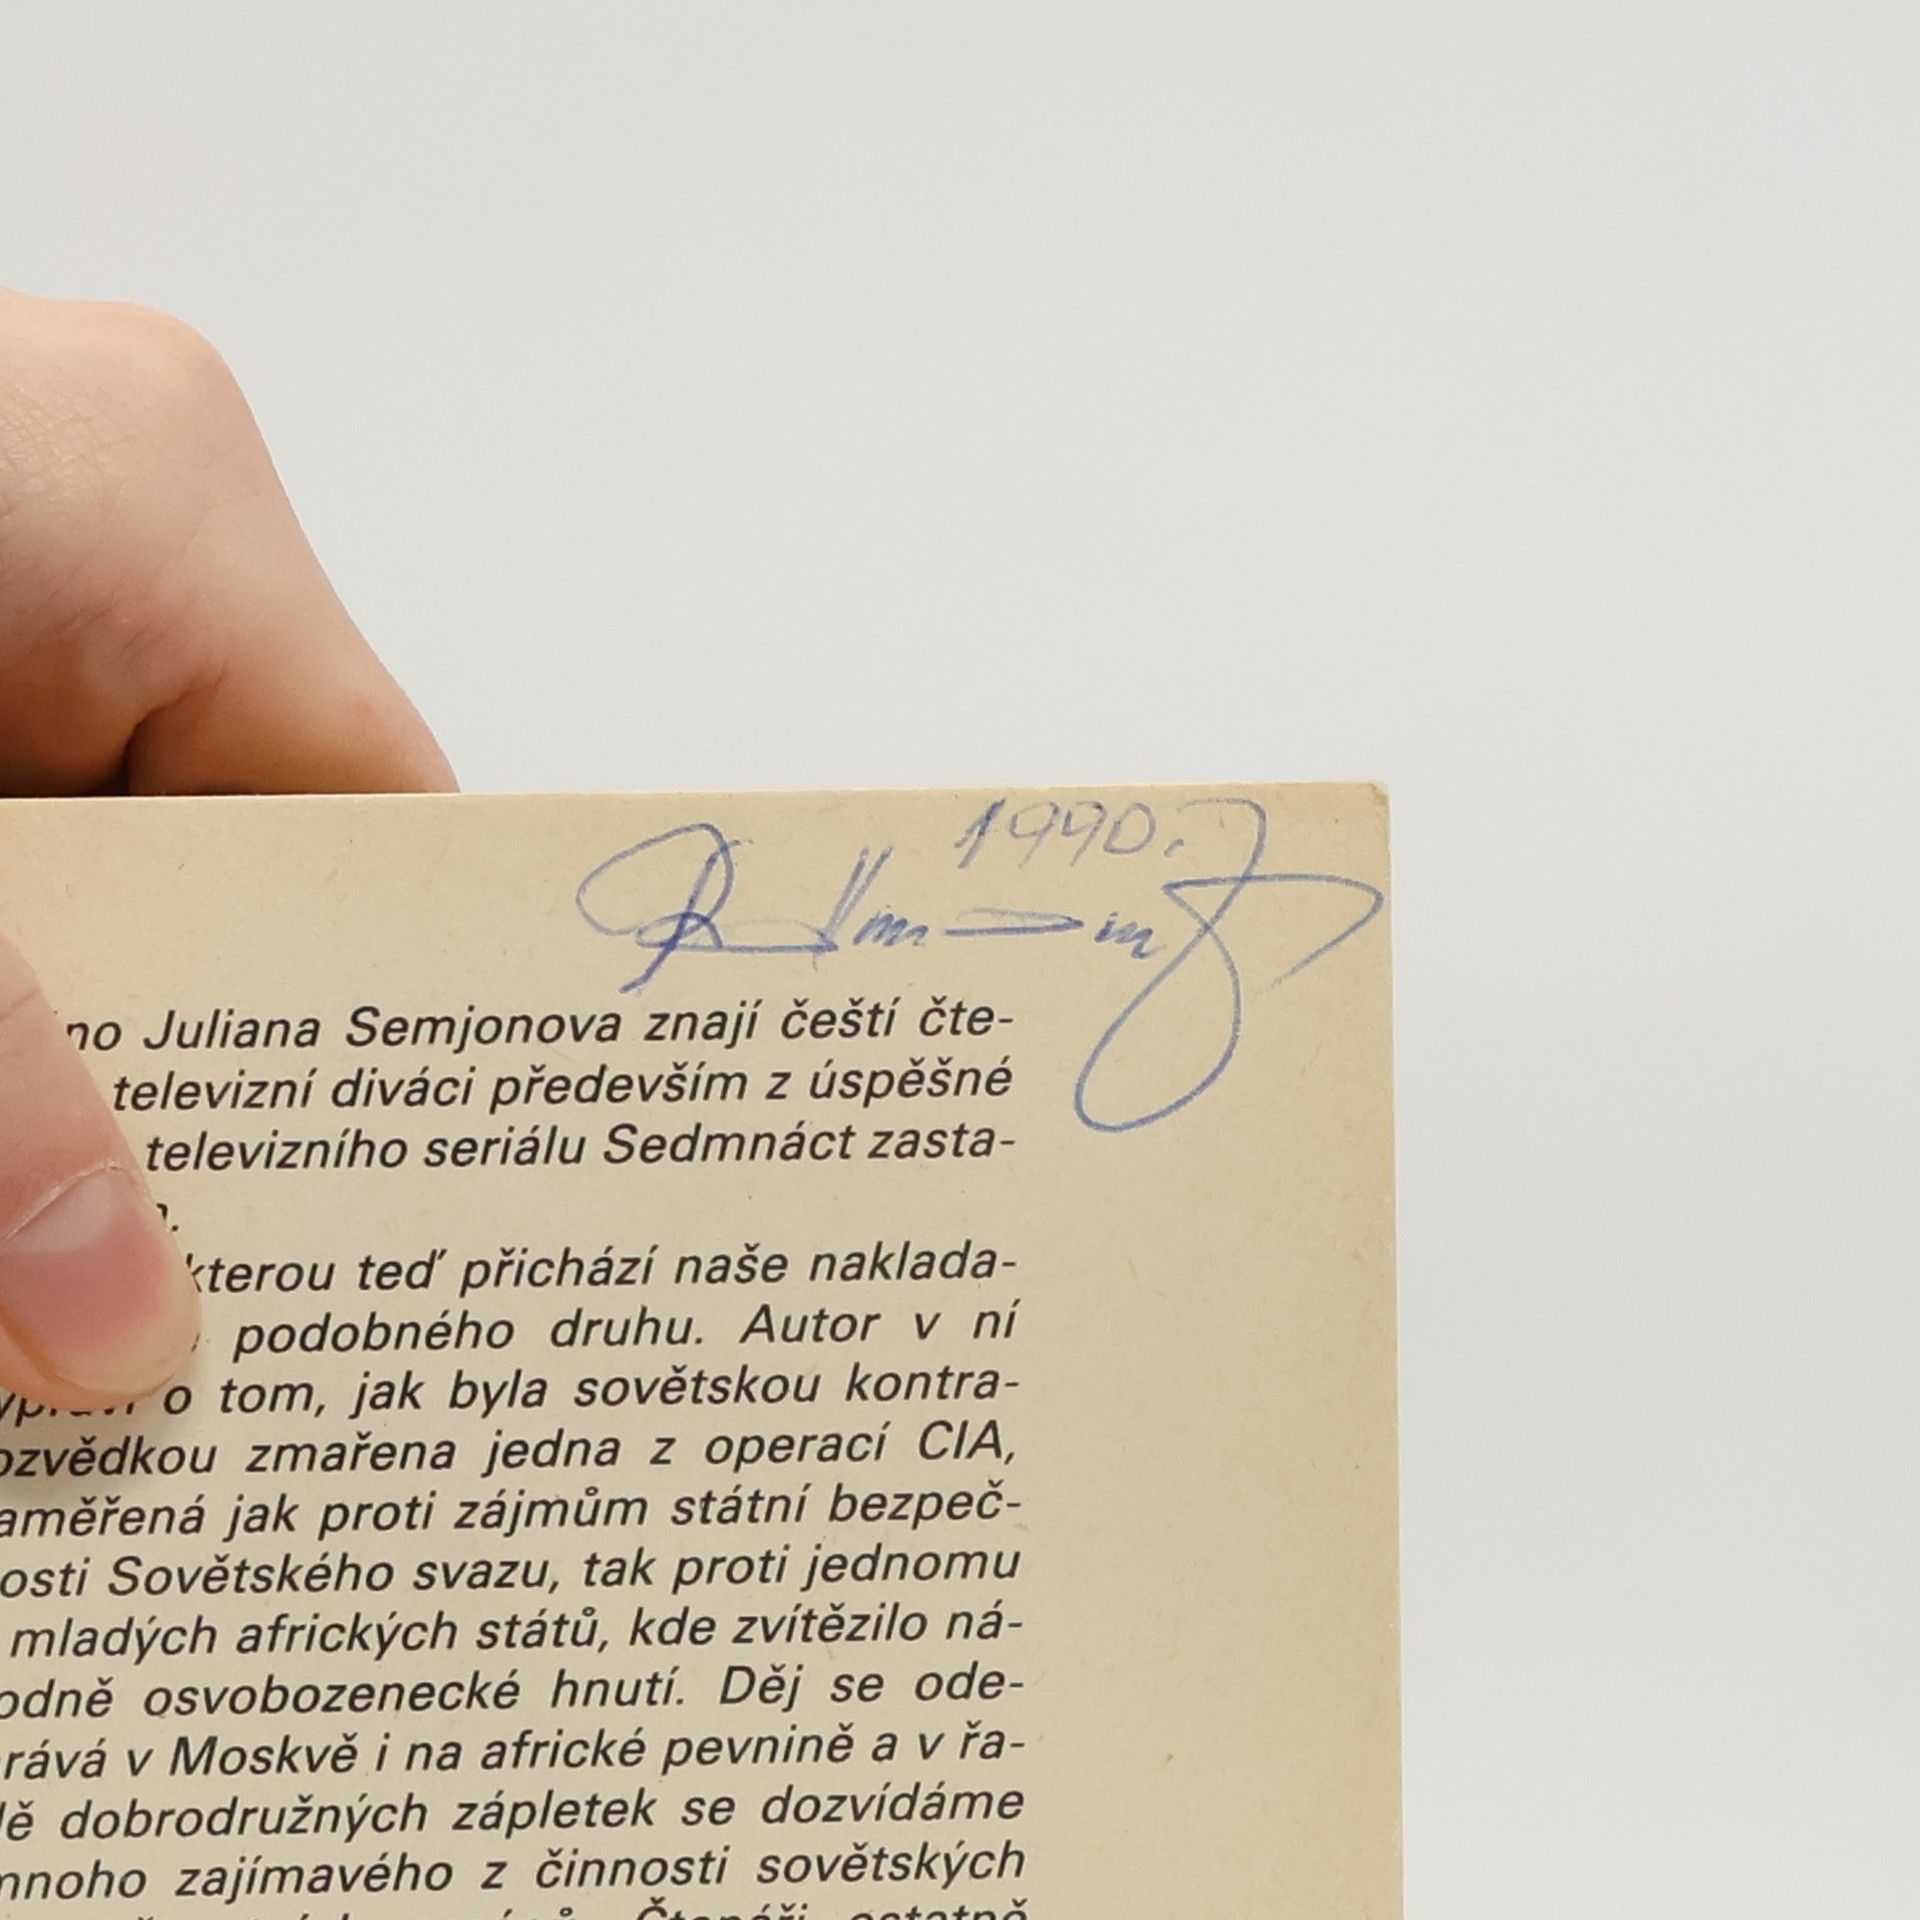 1990.
Juliana Semjonova znají čeští čte-
televizní diváci především z úspěšné
televizního seriálu Sedmnáct zasta-
kterou teď přichází naše naklada-
podobného druhu. Autor v ní
o tom, jak byla sovětskou kontra-
ozvědkou zmařena jedna z operací CIA,
aměřená jak proti zájmům státní bezpeč-
osti Sovětského svazu, tak proti jednomu
mladých afrických států, kde zvítězilo ná-
odně osvobozenecké hnutí. Děj se ode-
rává v Moskvě i na africké pevnině a v řa-
dě dobrodružných zápletek se dozvídáme
mnoho zajímavého z činnosti sovětských